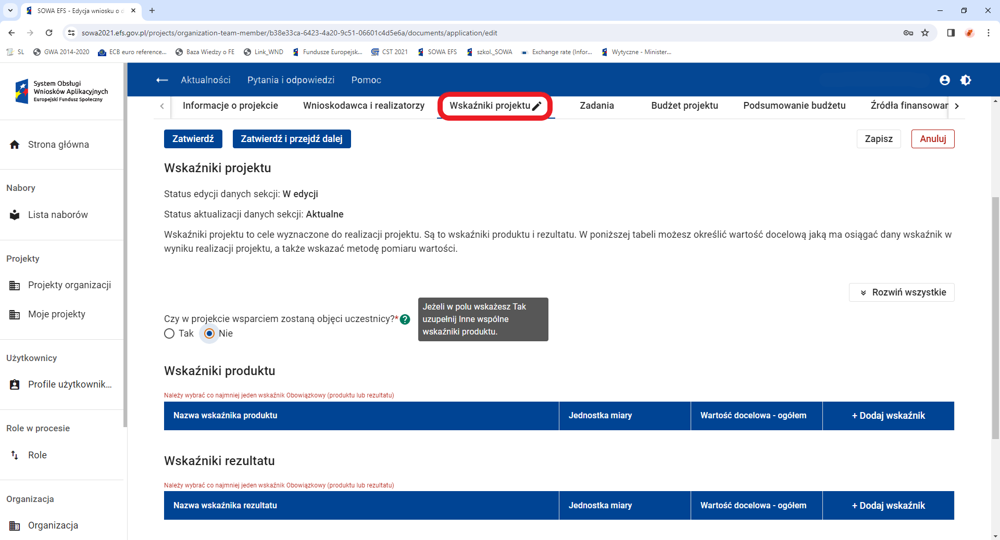 SOWA EFS - Edycja wniosku o d
sowa2021.efs.gov.pl/projects/organization-team-member/b38e33ca-6423-4a20-9c51-06601c4d5e6a/documents/application/edit
SL GWA 2014-2020 ECB euro reference... Baza Wiedzy o FE Link_WND Fundusze Europejsk... CST 2021 SOWA EFS szkol._SOWA Exchange rate (Infor... Wytyczne - Minister...
System Obsługi
Wniosków Aplikacyjnych
Europejski Fundusz Społeczny
Aktualności Pytania i odpowiedzi Pomoc
Informacje o projekcie Wnioskodawca i realizatorzy Wskaźniki projektu Zadania Budżet projektu Podsumowanie budżetu Źródła finansowan
Strona główna
Nabory
Lista naborów
Projekty
Projekty organizacji
Moje projekty
Użytkownicy
Profile użytkownik...
Role w procesie
Role
Organizacja
Organizacja
Zatwierdź Zatwierdź i przejdź dalej Zapisz Anuluj
Wskaźniki projektu
Status edycji danych sekcji: W edycji
Status aktualizacji danych sekcji: Aktualne
Wskaźniki projektu to cele wyznaczone do realizacji projektu. Są to wskaźniki produktu i rezultatu. W poniższej tabeli możesz określić wartość docelową jaką ma osiągać dany wskaźnik w
wyniku realizacji projektu, a także wskazać metodę pomiaru wartości.
Rozwiń wszystkie
Czy w projekcie wsparciem zostaną objęci uczestnicy?* ?
Tak Nie
Jeżeli w polu wskażesz Tak
uzupełnij Inne wspólne
wskaźniki produktu.
Wskaźniki produktu
Należy wybrać co najmniej jeden wskaźnik Obowiązkowy (produktu lub rezultatu)
Nazwa wskaźnika produktu Jednostka miary Wartość docelowa - ogółem + Dodaj wskaźnik
Wskaźniki rezultatu
Należy wybrać co najmniej jeden wskaźnik Obowiązkowy (produktu lub rezultatu)
Nazwa wskaźnika rezultatu Jednostka miary Wartość docelowa - ogółem + Dodaj wskaźnik